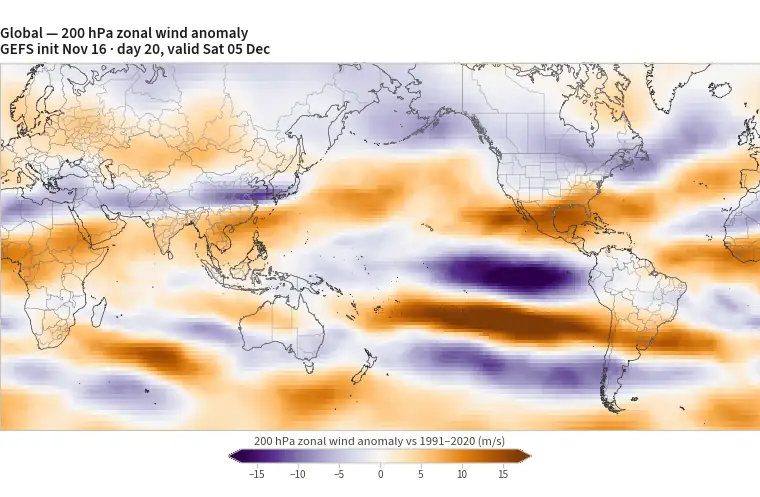 Global — 200 hPa zonal wind anomaly
GEFS init Nov 16 · day 20, valid Sat 05 Dec
200 hPa zonal wind anomaly vs 1991–2020 (m/s)
−15 −10 −5 0 5 10 15